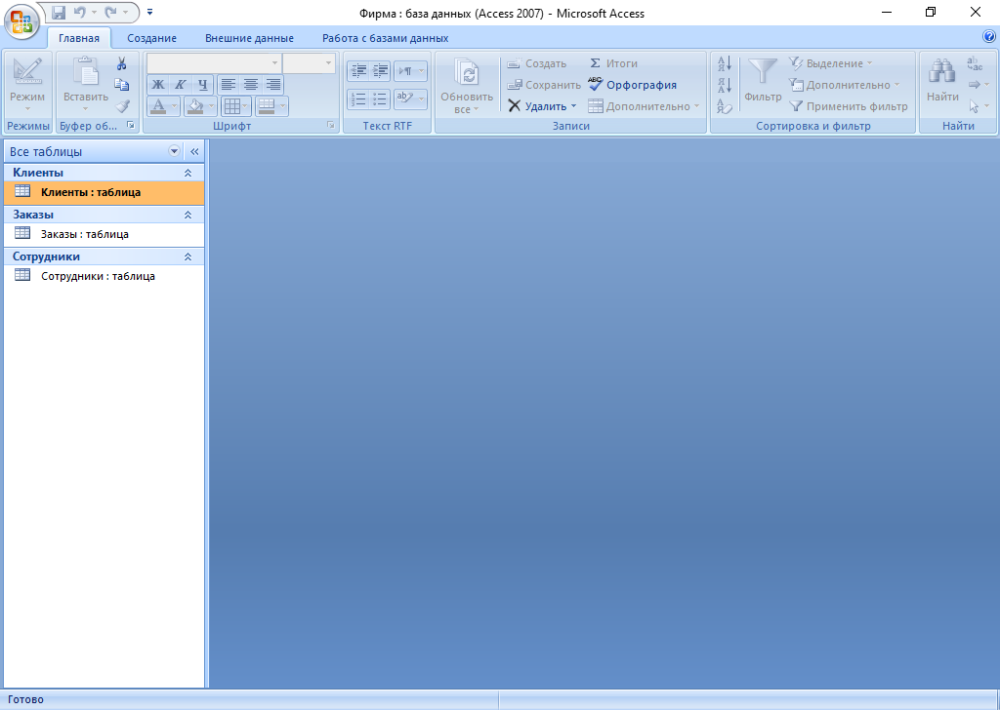 Фирма : база данных (Access 2007) - Microsoft Access
Главная Создание Внешние данные Работа с базами данных
Режим
Режимы
Вставить
Буфер об...
Ж К Ч
А
Шрифт
Текст RTF
Обновить
все
Создать
Сохранить
Удалить
Σ Итоги
ABC Орфография
Дополнительно
Записи
Фильтр
Выделение
Дополнительно
Применить фильтр
Сортировка и фильтр
Найти
Найти
Все таблицы
Клиенты
Клиенты : таблица
Заказы
Заказы : таблица
Сотрудники
Сотрудники : таблица
Готово